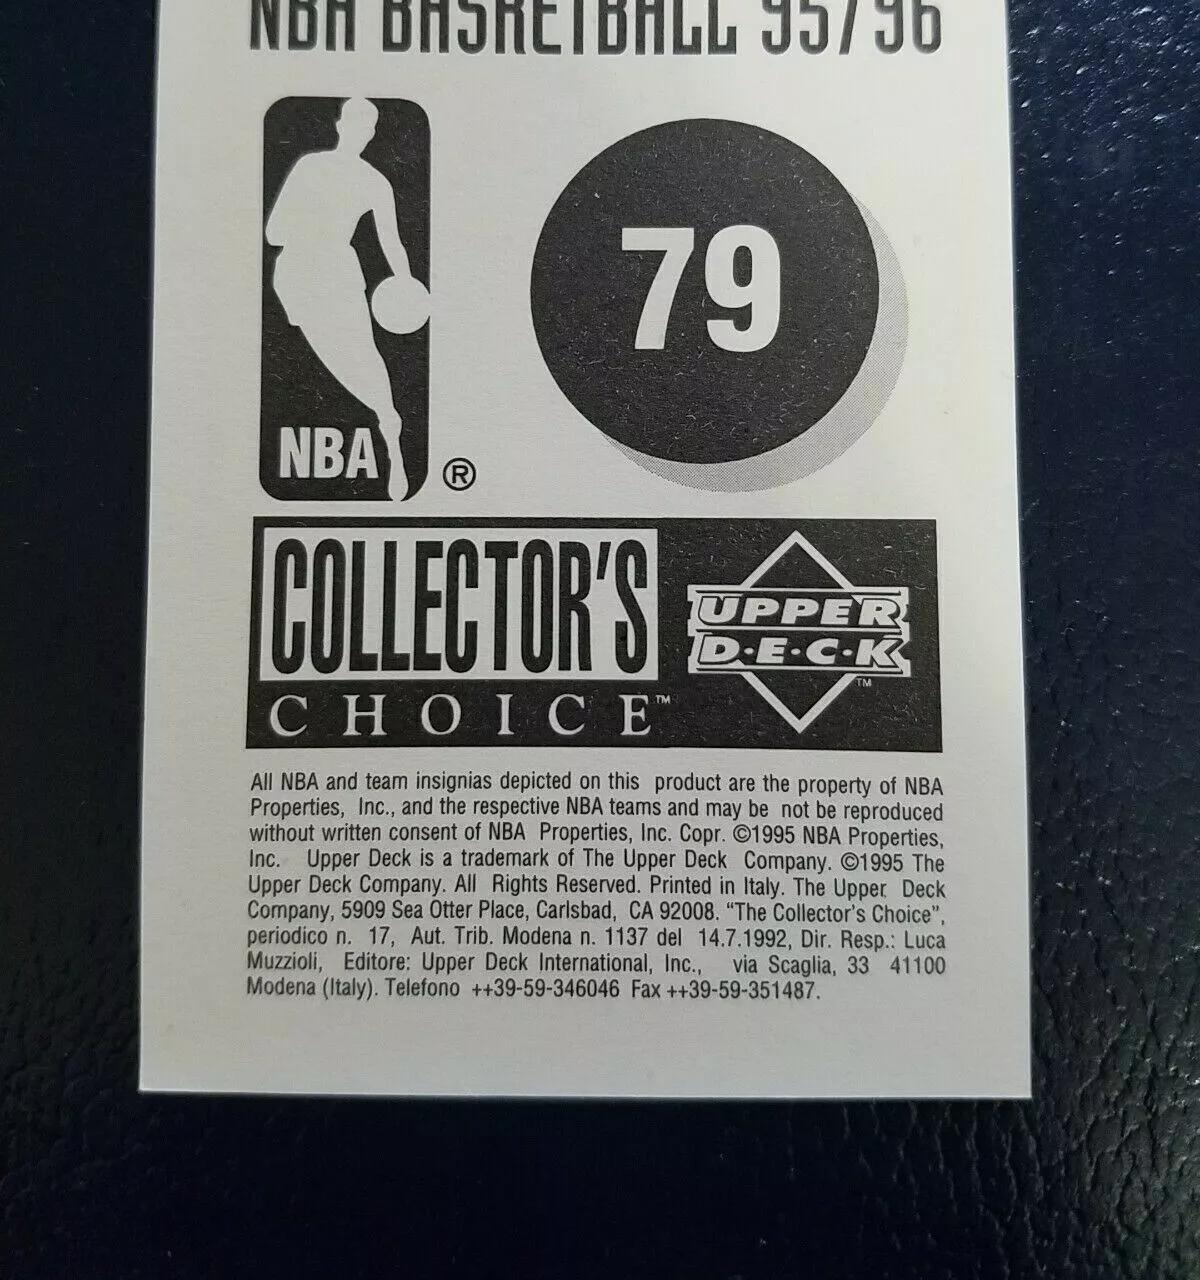 NBA BASKETBALL 95/96
79
NBA ®
COLLECTOR'S
CHOICE™
UPPER
D·E·C·K
™
All NBA and team insignias depicted on this product are the property of NBA
Properties, Inc., and the respective NBA teams and may be not be reproduced
without written consent of NBA Properties, Inc. Copr. ©1995 NBA Properties,
Inc. Upper Deck is a trademark of The Upper Deck Company. ©1995 The
Upper Deck Company. All Rights Reserved. Printed in Italy. The Upper Deck
Company, 5909 Sea Otter Place, Carlsbad, CA 92008. "The Collector's Choice",
periodico n. 17, Aut. Trib. Modena n. 1137 del 14.7.1992, Dir. Resp.: Luca
Muzzioli, Editore: Upper Deck International, Inc., via Scaglia, 33 41100
Modena (Italy). Telefono ++39-59-346046 Fax ++39-59-351487.